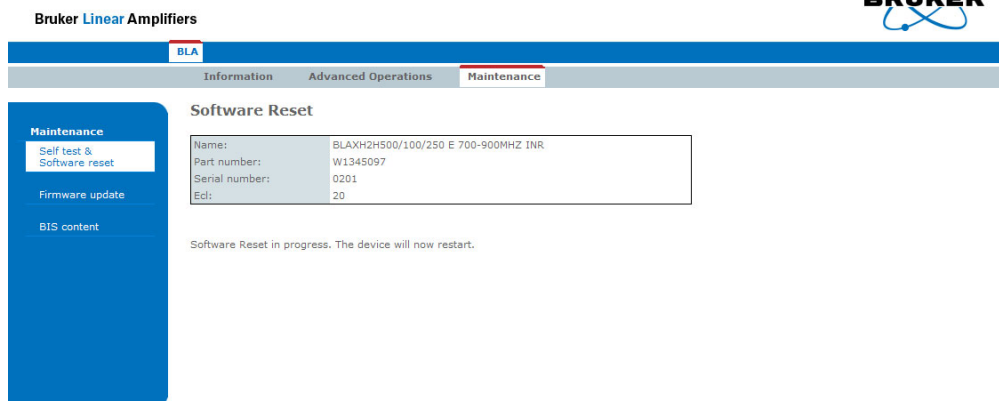 BRUKER
Bruker Linear Amplifiers
BLA
Information Advanced Operations Maintenance
Software Reset
Maintenance
Self test &
Software reset
Firmware update
BIS content
Name: BLAXH2H500/100/250 E 700-900MHZ INR
Part number: W1345097
Serial number: 0201
Ecl: 20
Software Reset in progress. The device will now restart.